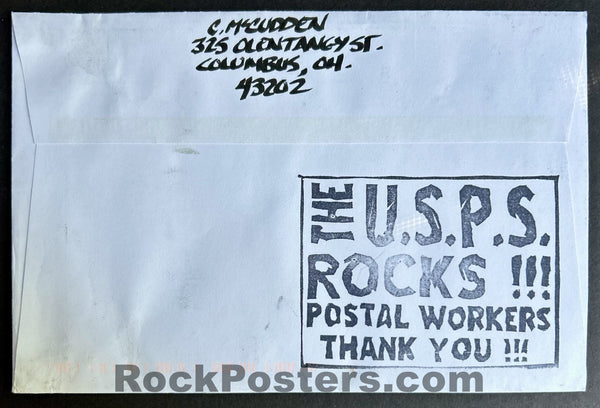 C. McCUDDEN
325 OLENTANGY ST.
COLUMBUS, OH.
43202
THE U.S.P.S.
ROCKS !!!
POSTAL WORKERS
THANK YOU !!!
RockPosters.com